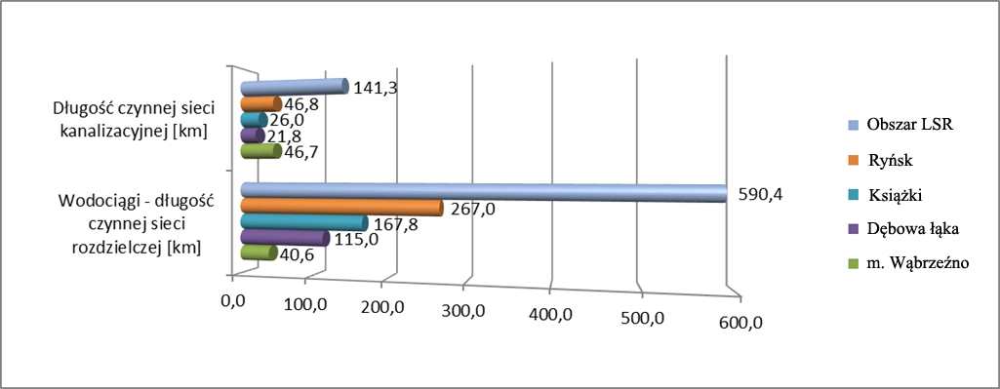 Długość czynnej sieci
kanalizacyjnej [km]
141,3
46,8
26,0
21,8
46,7
Wodociągi - długość
czynnej sieci
rozdzielczej [km]
590,4
267,0
167,8
115,0
40,6
0,0
100,0
200,0
300,0
400,0
500,0
600,0
Obszar LSR
Ryńsk
Książki
Dębowa łąka
m. Wąbrzeźno